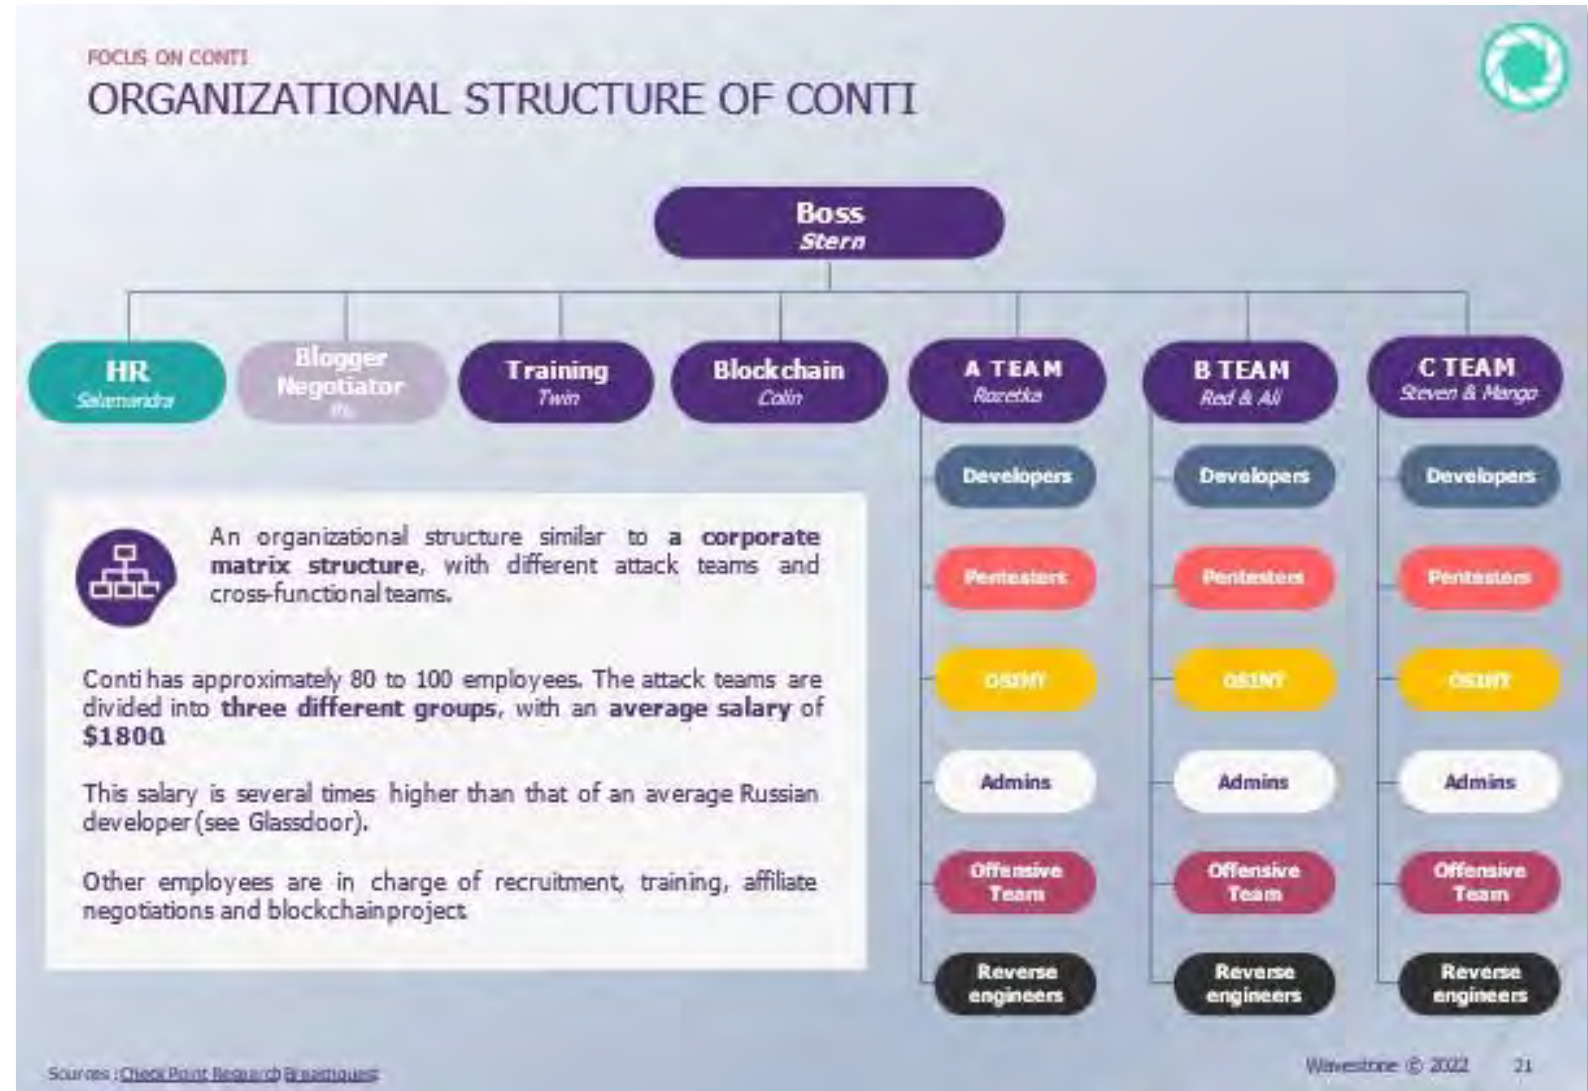 FOCUS ON CONTI
ORGANIZATIONAL STRUCTURE OF CONTI
Boss
Stern
HR
Salamandra
Blogger
Negotiator
Training
Twin
Blockchain
Colin
A TEAM
Rozetka
B TEAM
Red & Ali
C TEAM
Steven & Mango
Developers
Developers
Developers
Pentesters
Pentesters
Pentesters
OSINT
OSINT
OSINT
Admins
Admins
Admins
Offensive
Team
Offensive
Team
Offensive
Team
Reverse
engineers
Reverse
engineers
Reverse
engineers
An organizational structure similar to a corporate
matrix structure, with different attack teams and
cross-functional teams.
Conti has approximately 80 to 100 employees. The attack teams are
divided into three different groups, with an average salary of
$1800.
This salary is several times higher than that of an average Russian
developer (see Glassdoor).
Other employees are in charge of recruitment, training, affiliate
negotiations and blockchain project.
Sources : Check Point Research
Wavestone © 2022 21